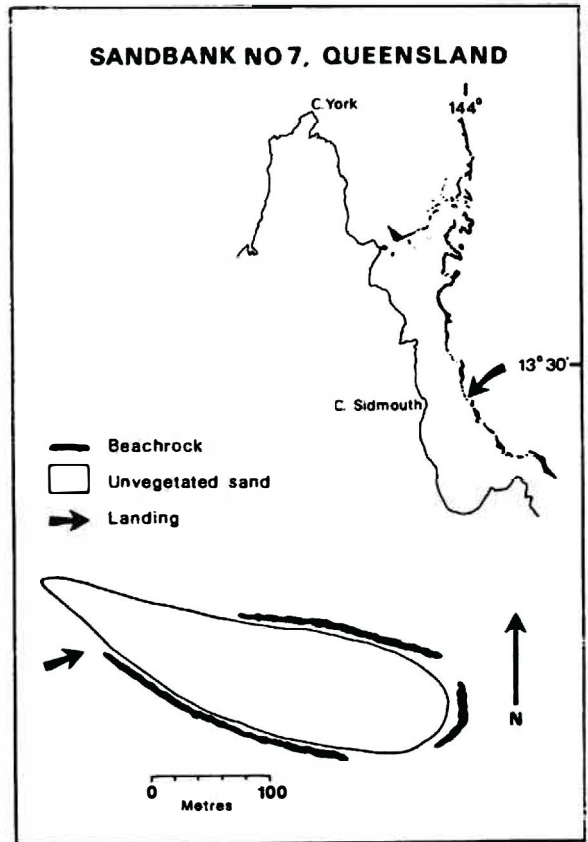 SANDBANK NO 7, QUEENSLAND
C. York
144°
13° 30'
C. Sidmouth
Beachrock
Unvegetated sand
Landing
N
0 100
Metres